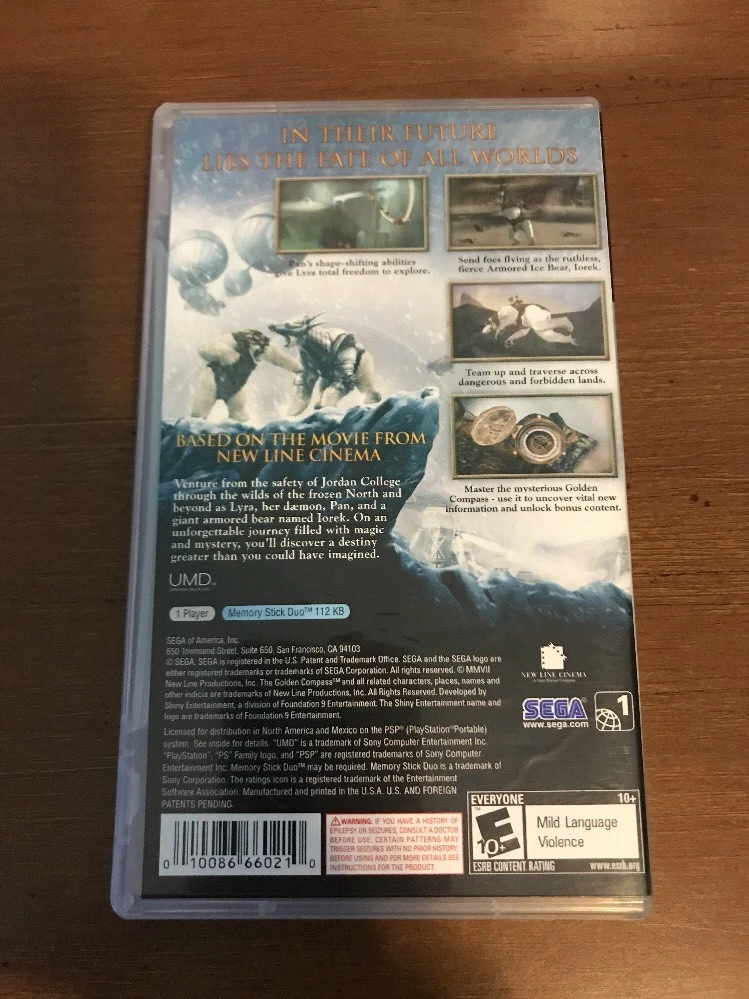 IN THEIR FUTURE
LIES THE FATE OF ALL WORLDS
Pan's shape-shifting abilities
give Lyra total freedom to explore.
Send foes flying as the ruthless,
fierce Armored Ice Bear, Iorek.
Team up and traverse across
dangerous and forbidden lands.
Master the mysterious Golden
Compass - use it to uncover vital new
information and unlock bonus content.
BASED ON THE MOVIE FROM
NEW LINE CINEMA
Venture from the safety of Jordan College
through the wilds of the frozen North and
beyond as Lyra, her dæmon, Pan, and a
giant armored bear named Iorek. On an
unforgettable journey filled with magic
and mystery, you'll discover a destiny
greater than you could have imagined.
UMD
1 Player
Memory Stick Duo™ 112 KB
SEGA of America, Inc.
650 Townsend Street, Suite 650, San Francisco, CA 94103
© SEGA. SEGA is registered in the U.S. Patent and Trademark Office. SEGA and the SEGA logo are
either registered trademarks or trademarks of SEGA Corporation. All rights reserved. © MMVII
New Line Productions, Inc. The Golden Compass™ and all related characters, places, names and
other indicia are trademarks of New Line Productions, Inc. All Rights Reserved. Developed by
Shiny Entertainment, a division of Foundation 9 Entertainment. The Shiny Entertainment name and
logo are trademarks of Foundation 9 Entertainment.
Licensed for distribution in North America and Mexico on the PSP® (PlayStation®Portable)
system. See inside for details. "UMD" is a trademark of Sony Computer Entertainment Inc.
"PlayStation", "PS" Family logo, and "PSP" are registered trademarks of Sony Computer
Entertainment Inc. Memory Stick Duo™ may be required. Memory Stick Duo is a trademark of
Sony Corporation. The ratings icon is a registered trademark of the Entertainment
Software Association. Manufactured and printed in the U.S.A. U.S. AND FOREIGN
PATENTS PENDING.
NEW LINE CINEMA
SEGA®
www.sega.com
1
0 10086 66021 0
WARNING: IF YOU HAVE A HISTORY OF
EPILEPSY OR SEIZURES, CONSULT A DOCTOR
BEFORE USE. CERTAIN PATTERNS MAY
TRIGGER SEIZURES WITH NO PRIOR HISTORY.
BEFORE USING AND FOR MORE DETAILS SEE
INSTRUCTIONS FOR THE PRODUCT.
EVERYONE 10+
E
10+
Mild Language
Violence
ESRB CONTENT RATING www.esrb.org